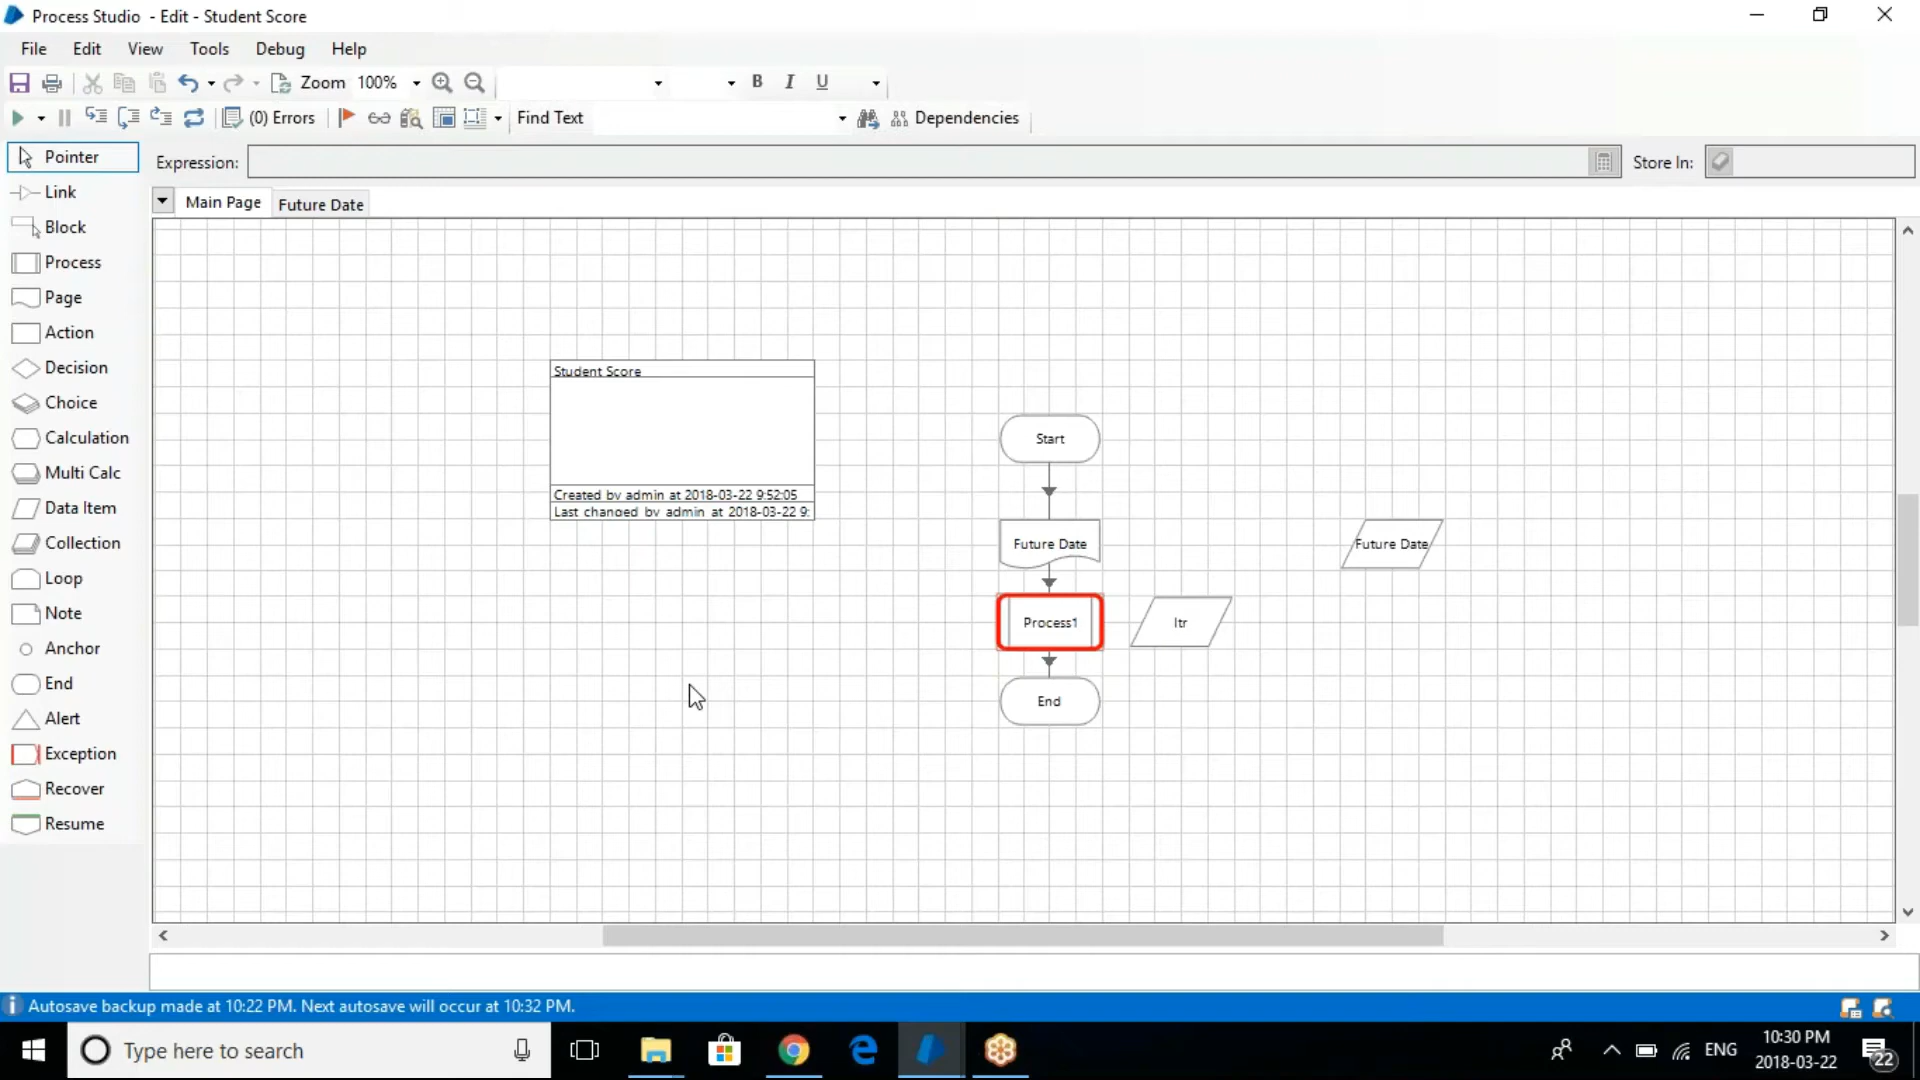 Process Studio - Edit - Student Score
File Edit View Tools Debug Help
Zoom 100% B I U
(0) Errors Find Text Dependencies
Pointer
Expression: Store In:
Link
Main Page Future Date
Block
Process
Page
Action
Decision
Choice
Calculation
Multi Calc
Data Item
Collection
Loop
Note
Anchor
End
Alert
Exception
Recover
Resume
Student Score
Created by admin at 2018-03-22 9:52:05
Last changed by admin at 2018-03-22 9:
Start
Future Date
Future Date
Process1
Itr
End
Autosave backup made at 10:22 PM. Next autosave will occur at 10:32 PM.
Type here to search
ENG
10:30 PM
2018-03-22
22